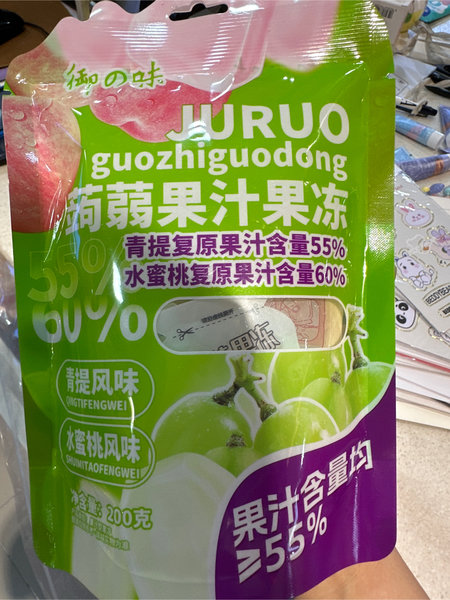 御の味
JURUO
guozhiguodong
蒟蒻果汁果冻
55%
60%
青提复原果汁含量55%
水蜜桃复原果汁含量60%
青提风味
QINGTIFENGWEI
水蜜桃风味
SHUIMITAOFENGWEI
净含量：200克
果汁含量均
≥55%